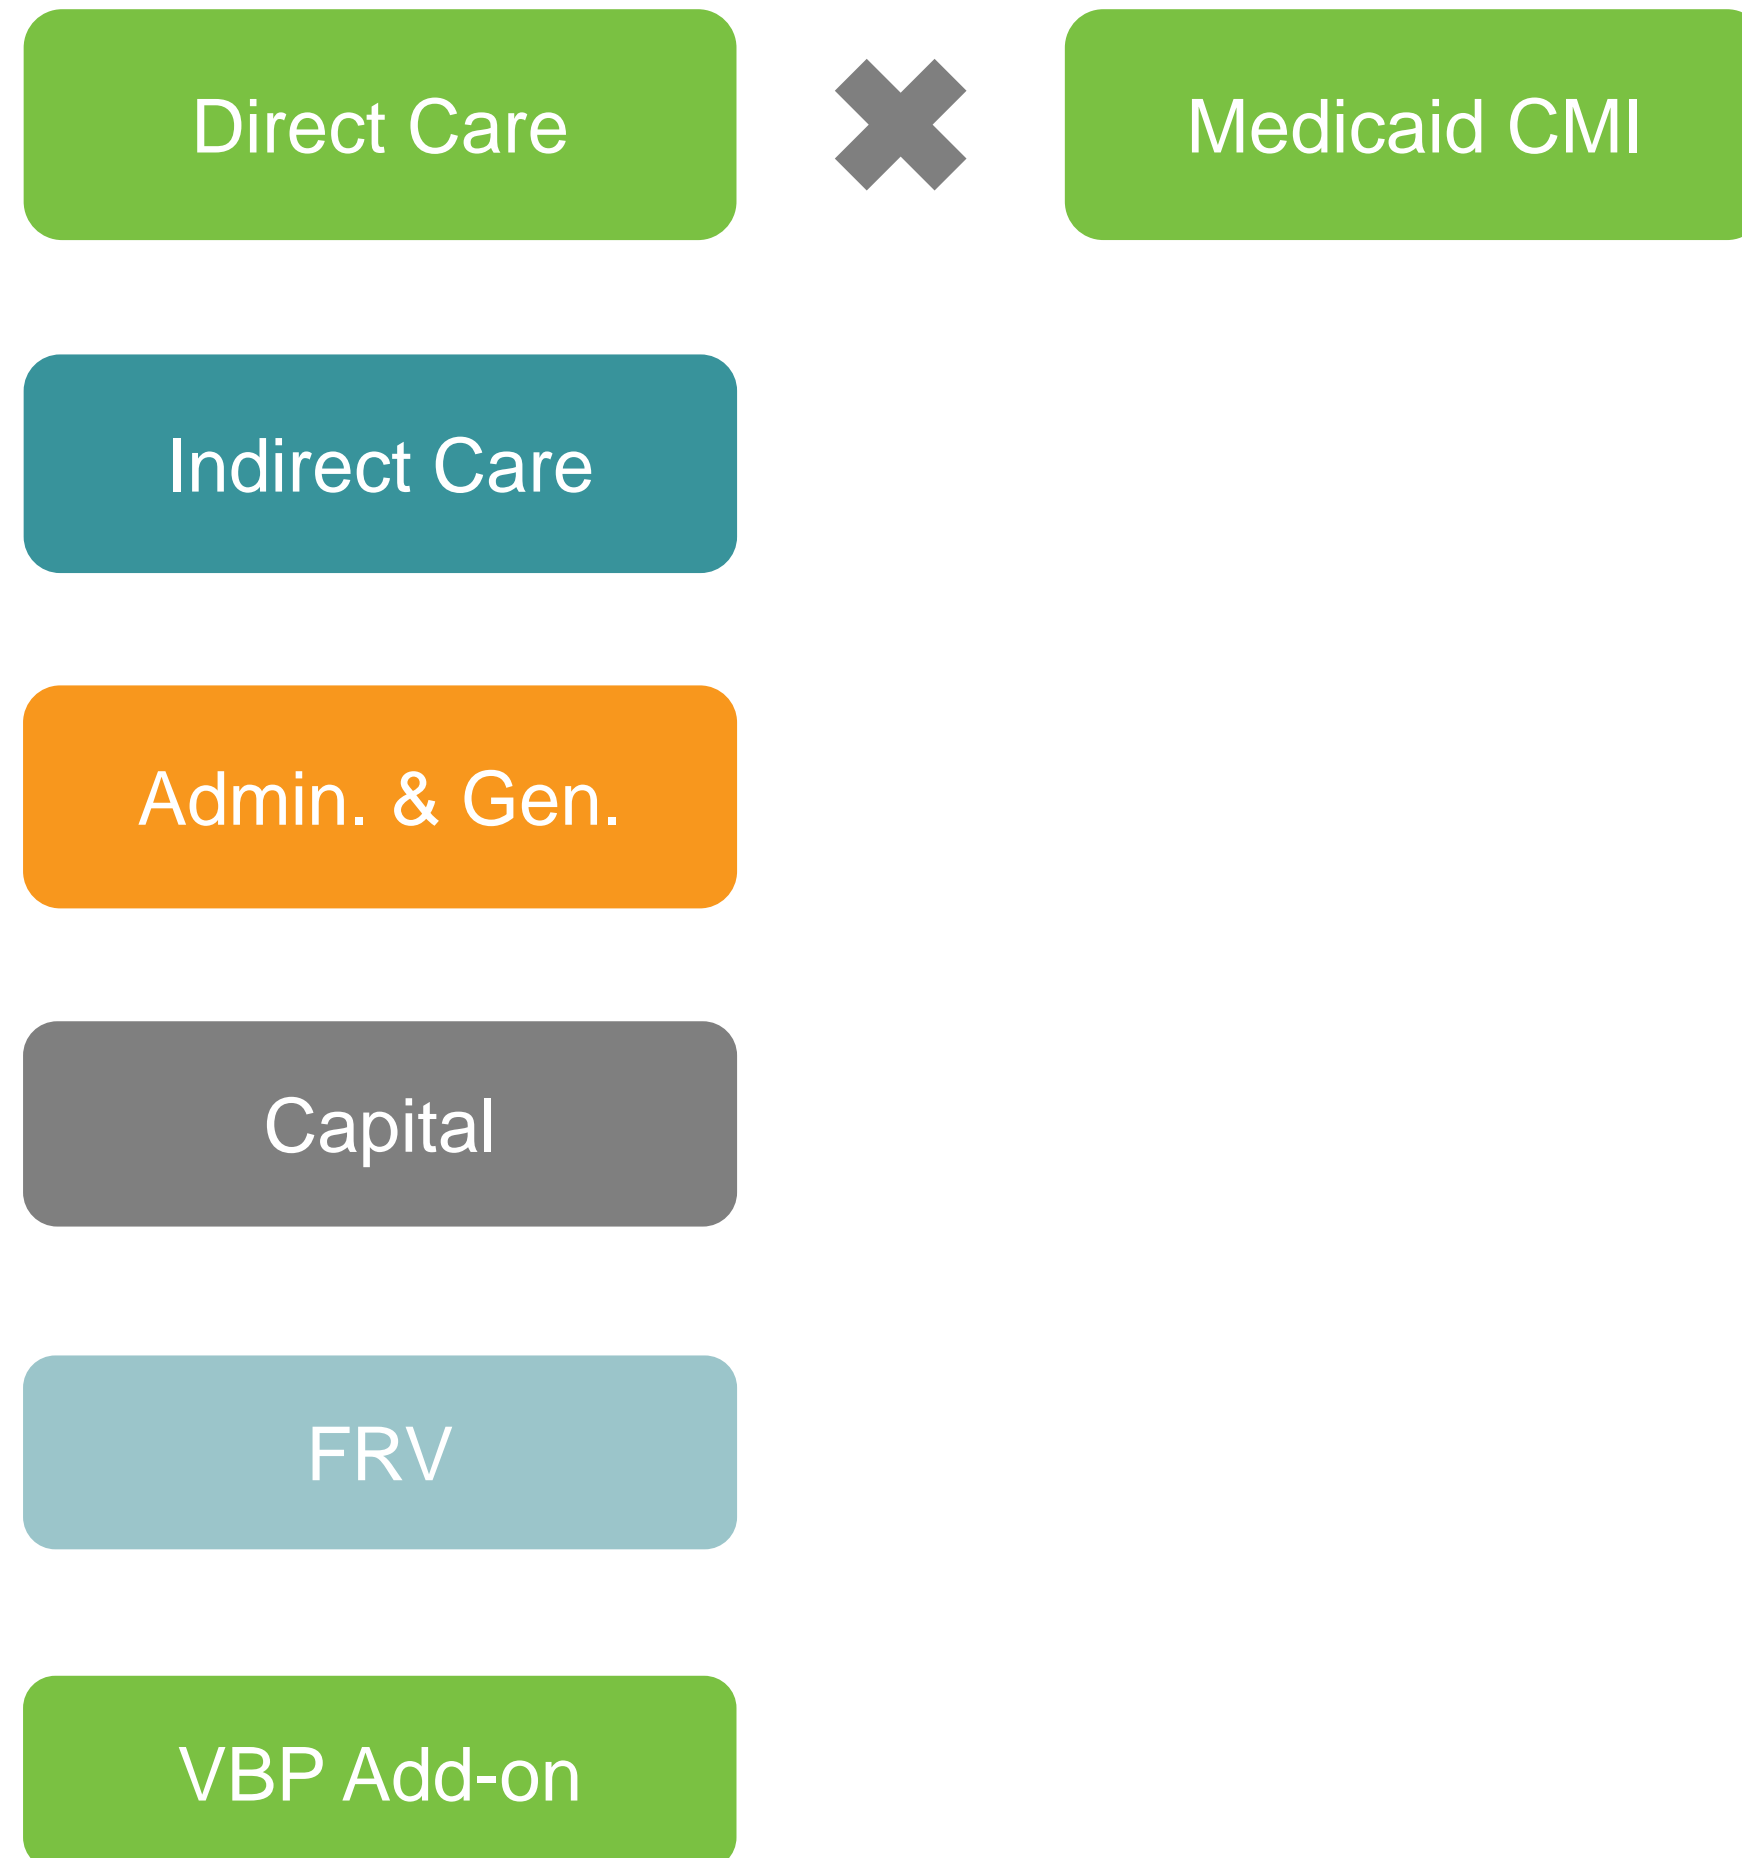 Direct Care
Medicaid CMI
Indirect Care
Admin. & Gen.
Capital
FRV
VBP Add-on